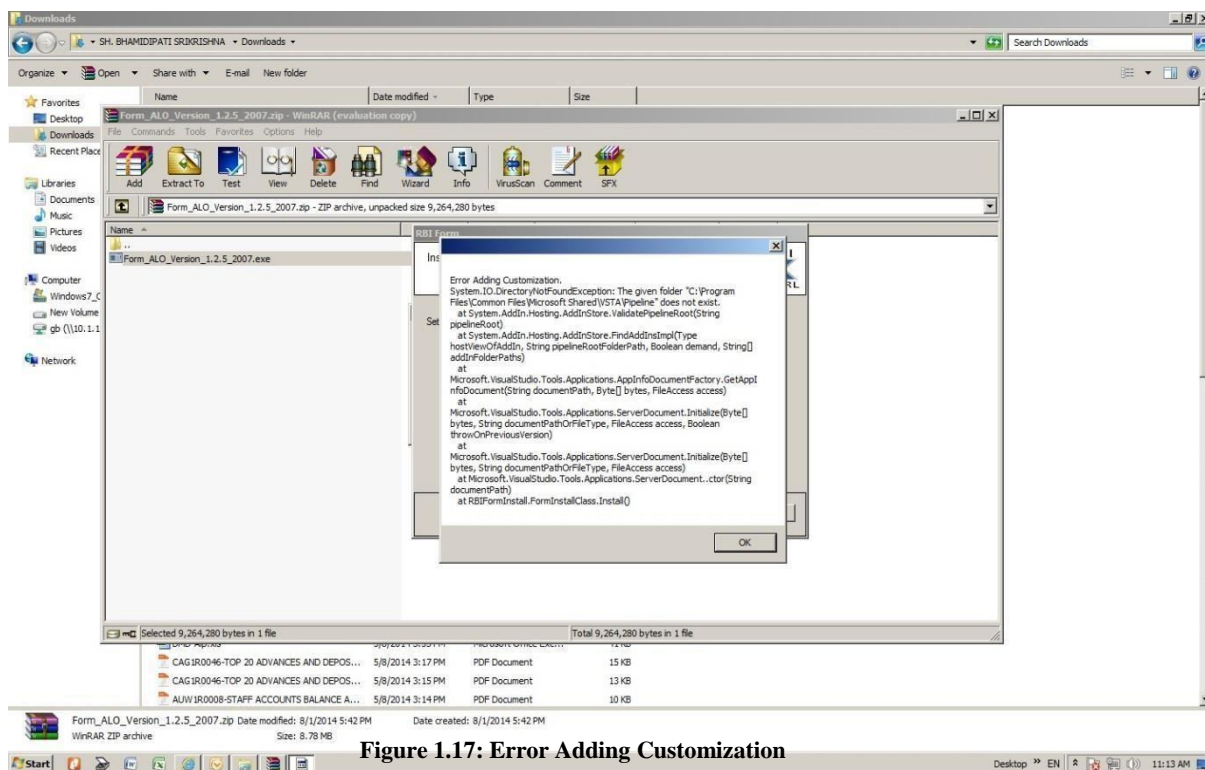 Downloads
SH. BHAMIDIPATI SRIKRISHNA
Downloads
Search Downloads
Organize
Open
Share with
E-mail
New folder
Name
Date modified
Type
Size
Favorites
Desktop
Downloads
Recent Place
Libraries
Documents
Music
Pictures
Videos
Computer
Windows7_C
New Volume
gb (\\10.1.1
Network
Form_ALO_Version_1.2.5_2007.zip - WinRAR (evaluation copy)
File Commands Tools Favorites Options Help
Add
Extract To
Test
View
Delete
Find
Wizard
Info
VirusScan
Comment
SFX
Form_ALO_Version_1.2.5_2007.zip - ZIP archive, unpacked size 9,264,280 bytes
Name
..
Form_ALO_Version_1.2.5_2007.exe
RBI Form
Ins
Set
RL
Error Adding Customization.
System.IO.DirectoryNotFoundException: The given folder "C:\Program
Files\Common Files\Microsoft Shared\VSTA\Pipeline" does not exist.
at System.AddIn.Hosting.AddInStore.ValidatePipelineRoot(String
pipelineRoot)
at System.AddIn.Hosting.AddInStore.FindAddInsImpl(Type
hostViewOfAddIn, String pipelineRootFolderPath, Boolean demand, String[]
addInFolderPaths)
at
Microsoft.VisualStudio.Tools.Applications.AppInfoDocumentFactory.GetAppI
nfoDocument(String documentPath, Byte[] bytes, FileAccess access)
at
Microsoft.VisualStudio.Tools.Applications.ServerDocument.Initialize(Byte[]
bytes, String documentPathOrFileType, FileAccess access, Boolean
throwOnPreviousVersion)
at
Microsoft.VisualStudio.Tools.Applications.ServerDocument.Initialize(Byte[]
bytes, String documentPathOrFileType, FileAccess access)
at Microsoft.VisualStudio.Tools.Applications.ServerDocument..ctor(String
documentPath)
at RBIFormInstall.FormInstallClass.Install()
OK
Selected 9,264,280 bytes in 1 file
Total 9,264,280 bytes in 1 file
CAG1R0046-TOP 20 ADVANCES AND DEPOS... 5/8/2014 3:17 PM PDF Document 15 KB
CAG1R0046-TOP 20 ADVANCES AND DEPOS... 5/8/2014 3:15 PM PDF Document 13 KB
AUW1R0008-STAFF ACCOUNTS BALANCE A... 5/8/2014 3:14 PM PDF Document 10 KB
Form_ALO_Version_1.2.5_2007.zip Date modified: 8/1/2014 5:42 PM Date created: 8/1/2014 5:42 PM
WinRAR ZIP archive Size: 8.78 MB
Figure 1.17: Error Adding Customization
Start
Desktop » EN
11:13 AM